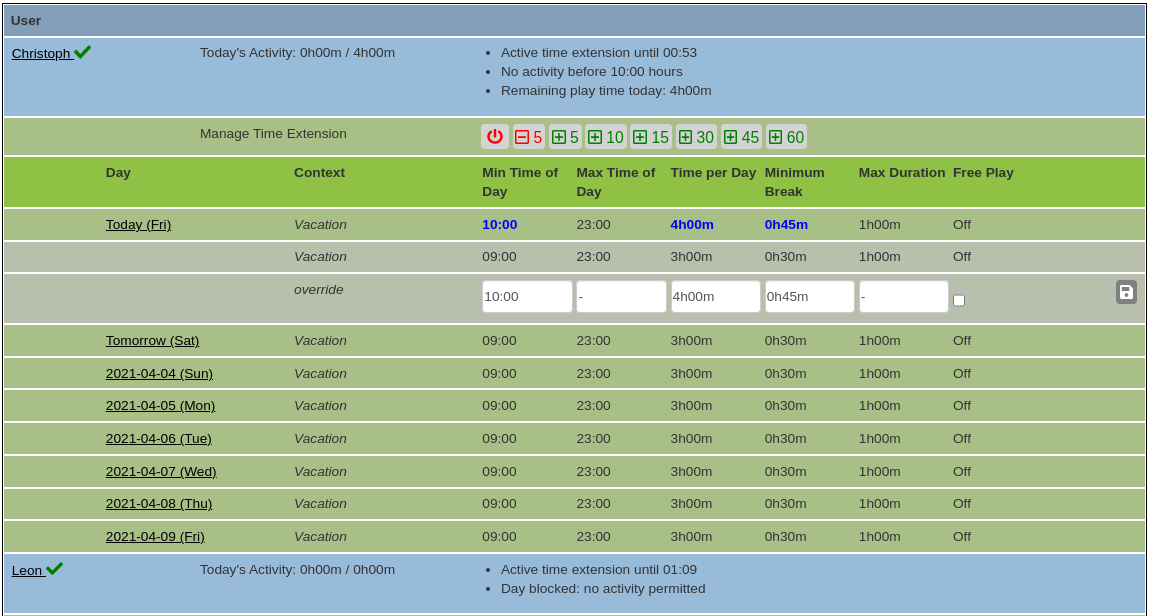 User
Christoph Today's Activity: 0h00m / 4h00m
Active time extension until 00:53
No activity before 10:00 hours
Remaining play time today: 4h00m
Manage Time Extension 5 5 10 15 30 45 60
Day Context Min Time of Day Max Time of Day Time per Day Minimum Break Max Duration Free Play
Today (Fri) Vacation 10:00 23:00 4h00m 0h45m 1h00m Off
Vacation 09:00 23:00 3h00m 0h30m 1h00m Off
override 10:00 - 4h00m 0h45m -
Tomorrow (Sat) Vacation 09:00 23:00 3h00m 0h30m 1h00m Off
2021-04-04 (Sun) Vacation 09:00 23:00 3h00m 0h30m 1h00m Off
2021-04-05 (Mon) Vacation 09:00 23:00 3h00m 0h30m 1h00m Off
2021-04-06 (Tue) Vacation 09:00 23:00 3h00m 0h30m 1h00m Off
2021-04-07 (Wed) Vacation 09:00 23:00 3h00m 0h30m 1h00m Off
2021-04-08 (Thu) Vacation 09:00 23:00 3h00m 0h30m 1h00m Off
2021-04-09 (Fri) Vacation 09:00 23:00 3h00m 0h30m 1h00m Off
Leon Today's Activity: 0h00m / 0h00m
Active time extension until 01:09
Day blocked: no activity permitted